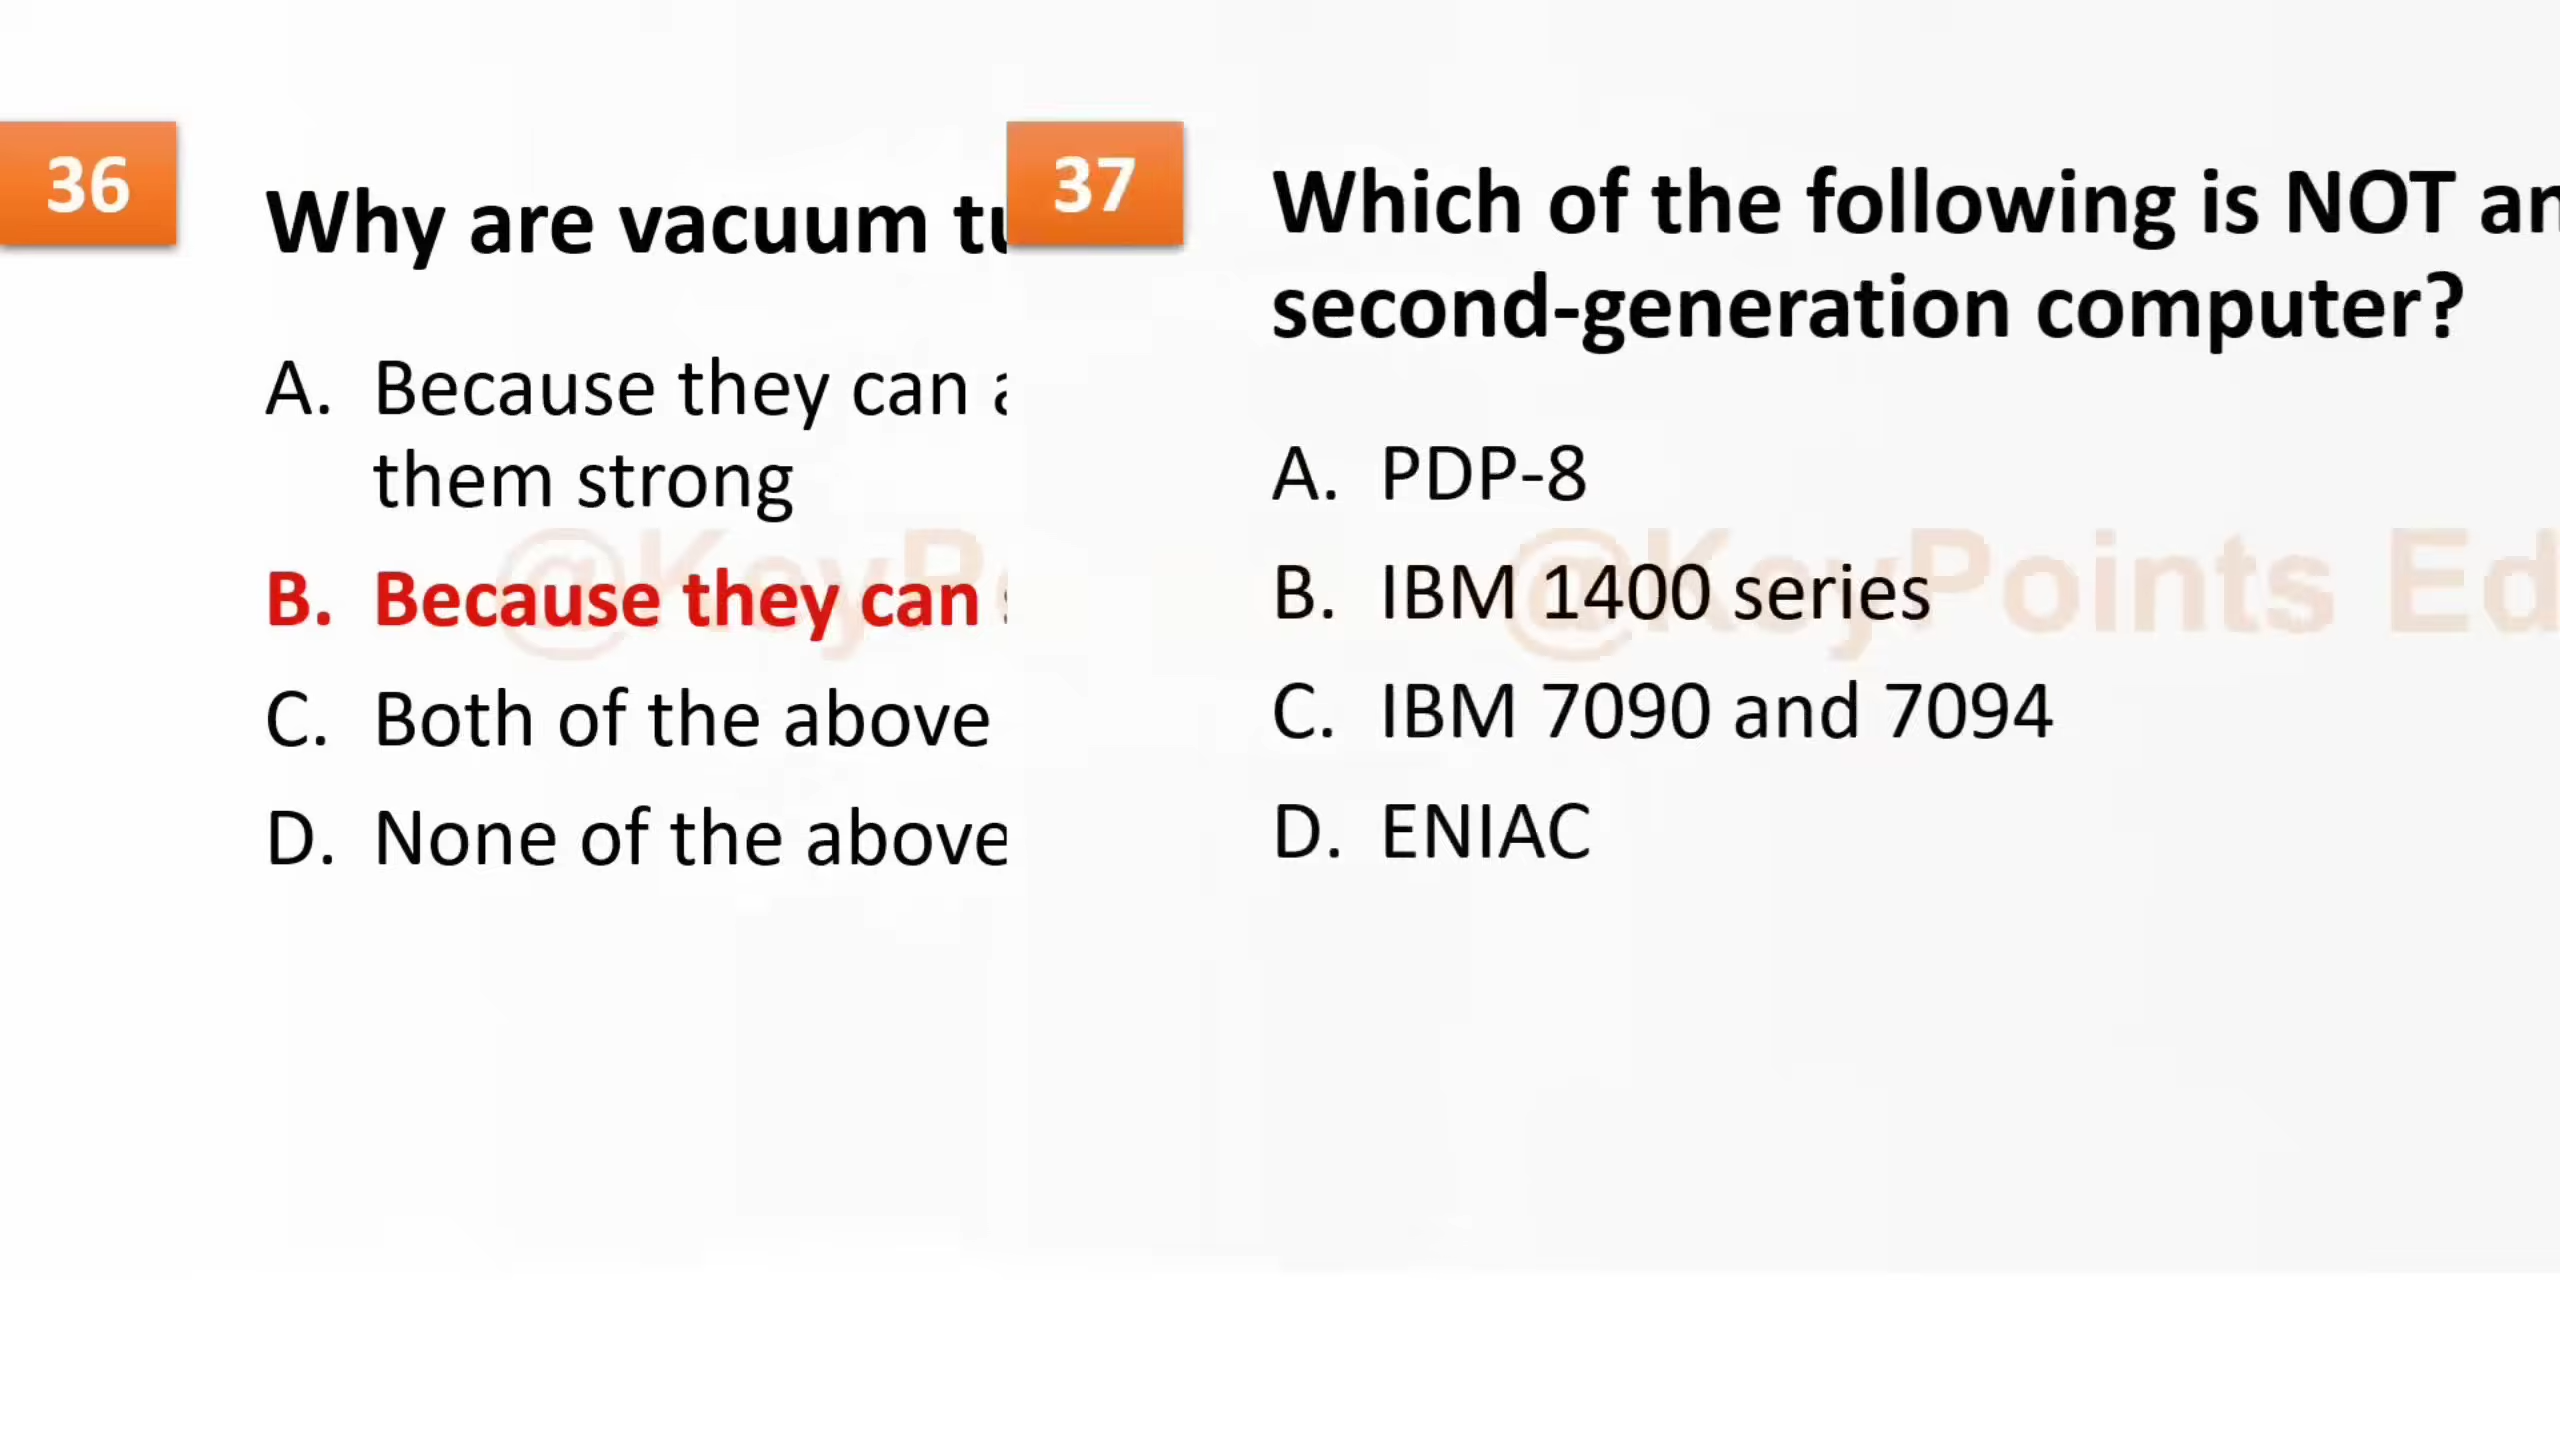 36
Why are vacuum
A. Because they can
them strong
B. Because they can
C. Both of the above
D. None of the above
37
Which of the following is NOT an
second-generation computer?
A. PDP-8
B. IBM 1400 series
C. IBM 7090 and 7094
D. ENIAC
@KeyPoints Ed